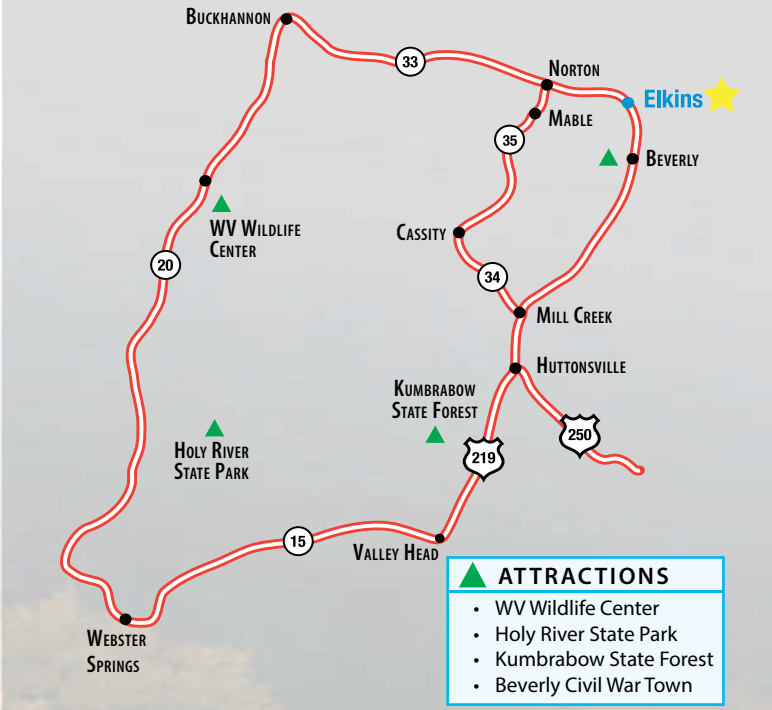 BUCKHANNON
33
NORTON
Elkins
MABLE
35
BEVERLY
WV WILDLIFE
CENTER
CASSITY
20
34
MILL CREEK
HUTTONSVILLE
KUMBRABOW
STATE FOREST
HOLY RIVER
STATE PARK
219
250
15
VALLEY HEAD
WEBSTER
SPRINGS
ATTRACTIONS
• WV Wildlife Center
• Holy River State Park
• Kumbrabow State Forest
• Beverly Civil War Town